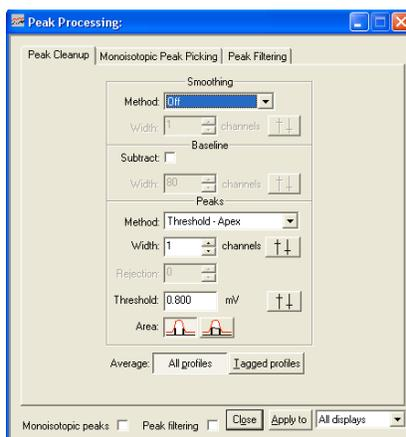 Peak Processing:
Peak Cleanup Monoisotopic Peak Picking Peak Filtering
Smoothing
Method: Off
Width: 1 channels
Baseline
Subtract:
Width: 80 channels
Peaks
Method: Threshold - Apex
Width: 1 channels
Rejection: 0
Threshold: 0.800 mV
Area:
Average: All profiles Tagged profiles
Monoisotopic peaks Peak filtering Close Apply to All displays